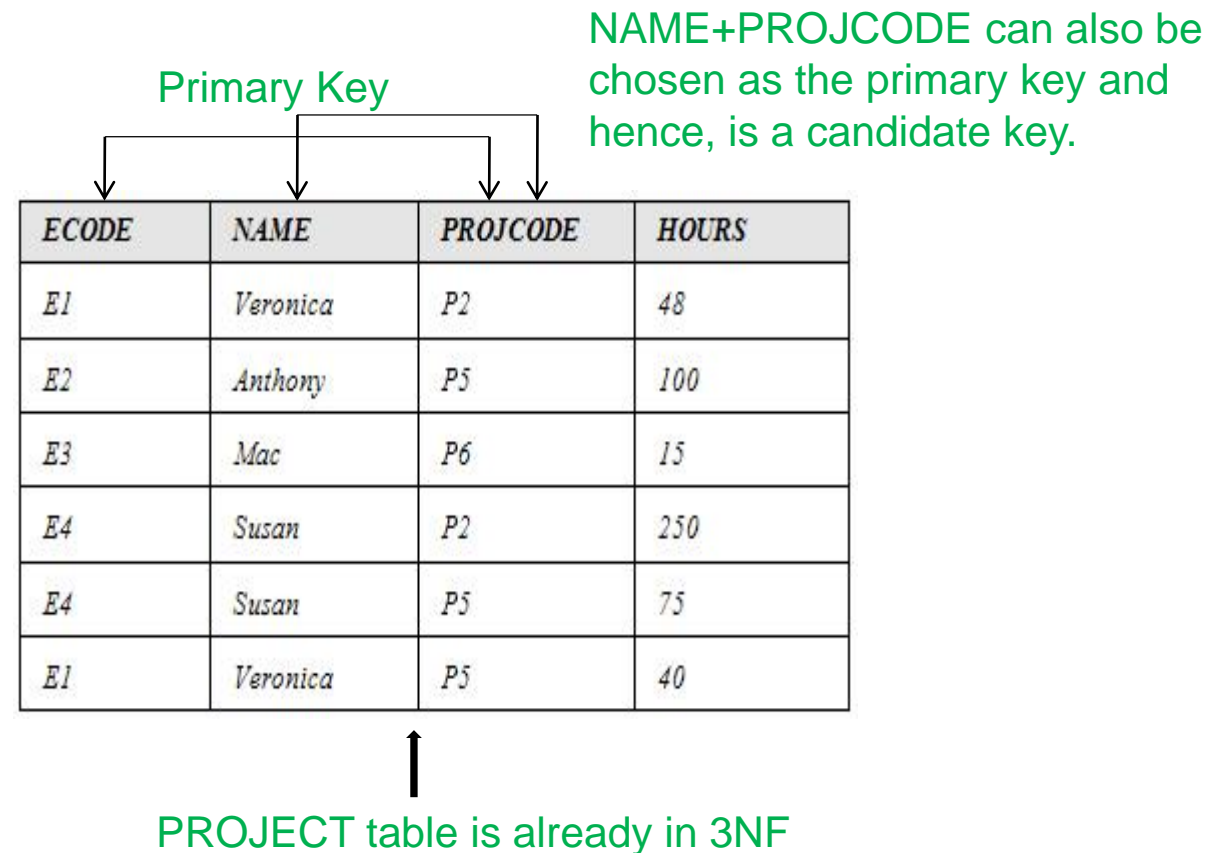 NAME+PROJCODE can also be
chosen as the primary key and
hence, is a candidate key.
Primary Key
ECODE NAME PROJCODE HOURS
E1 Veronica P2 48
E2 Anthony P5 100
E3 Mac P6 15
E4 Susan P2 250
E4 Susan P5 75
E1 Veronica P5 40
PROJECT table is already in 3NF